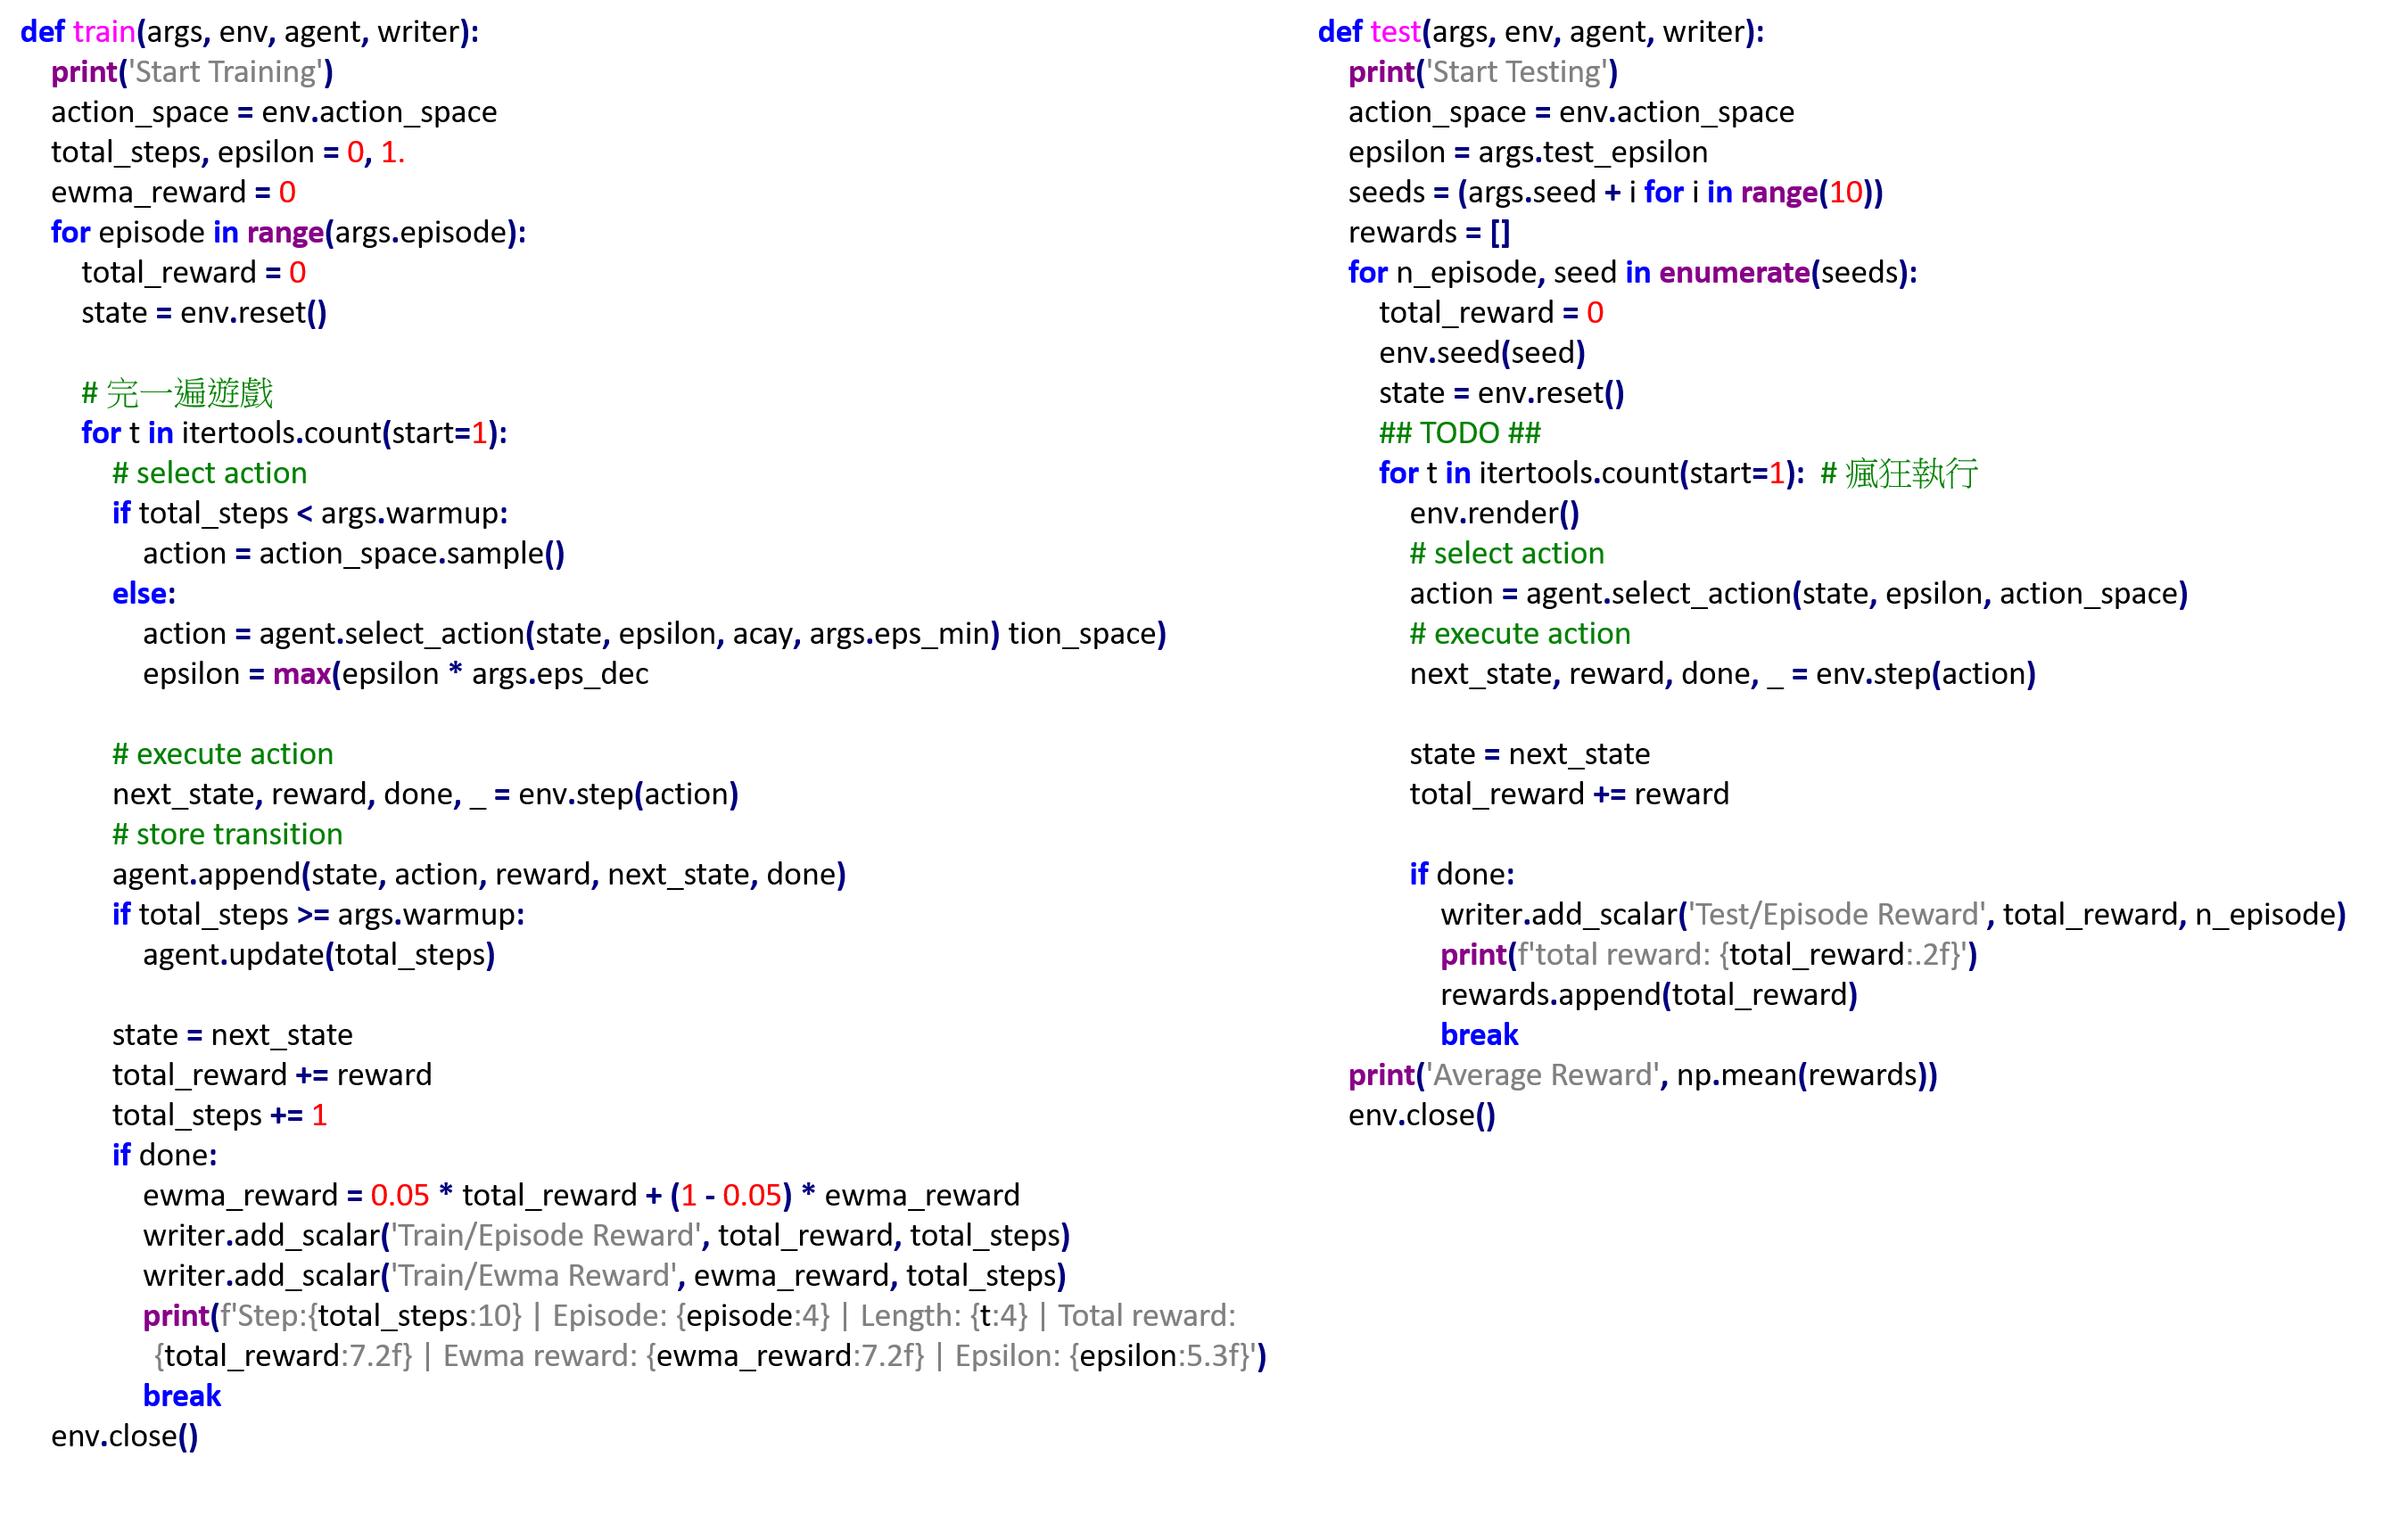 def train(args, env, agent, writer):
print('Start Training')
action_space = env.action_space
total_steps, epsilon = 0, 1.
ewma_reward = 0
for episode in range(args.episode):
total_reward = 0
state = env.reset()
# 完一遍遊戲
for t in itertools.count(start=1):
# select action
if total_steps < args.warmup:
action = action_space.sample()
else:
action = agent.select_action(state, epsilon, acay, args.eps_min) tion_space)
epsilon = max(epsilon * args.eps_dec
# execute action
next_state, reward, done, _ = env.step(action)
# store transition
agent.append(state, action, reward, next_state, done)
if total_steps >= args.warmup:
agent.update(total_steps)
state = next_state
total_reward += reward
total_steps += 1
if done:
ewma_reward = 0.05 * total_reward + (1 - 0.05) * ewma_reward
writer.add_scalar('Train/Episode Reward', total_reward, total_steps)
writer.add_scalar('Train/Ewma Reward', ewma_reward, total_steps)
print(f'Step:{total_steps:10} | Episode: {episode:4} | Length: {t:4} | Total reward:
{total_reward:7.2f} | Ewma reward: {ewma_reward:7.2f} | Epsilon: {epsilon:5.3f}')
break
env.close()
def test(args, env, agent, writer):
print('Start Testing')
action_space = env.action_space
epsilon = args.test_epsilon
seeds = (args.seed + i for i in range(10))
rewards = []
for n_episode, seed in enumerate(seeds):
total_reward = 0
env.seed(seed)
state = env.reset()
## TODO ##
for t in itertools.count(start=1): # 瘋狂執行
env.render()
# select action
action = agent.select_action(state, epsilon, action_space)
# execute action
next_state, reward, done, _ = env.step(action)
state = next_state
total_reward += reward
if done:
writer.add_scalar('Test/Episode Reward', total_reward, n_episode)
print(f'total reward: {total_reward:.2f}')
rewards.append(total_reward)
break
print('Average Reward', np.mean(rewards))
env.close()